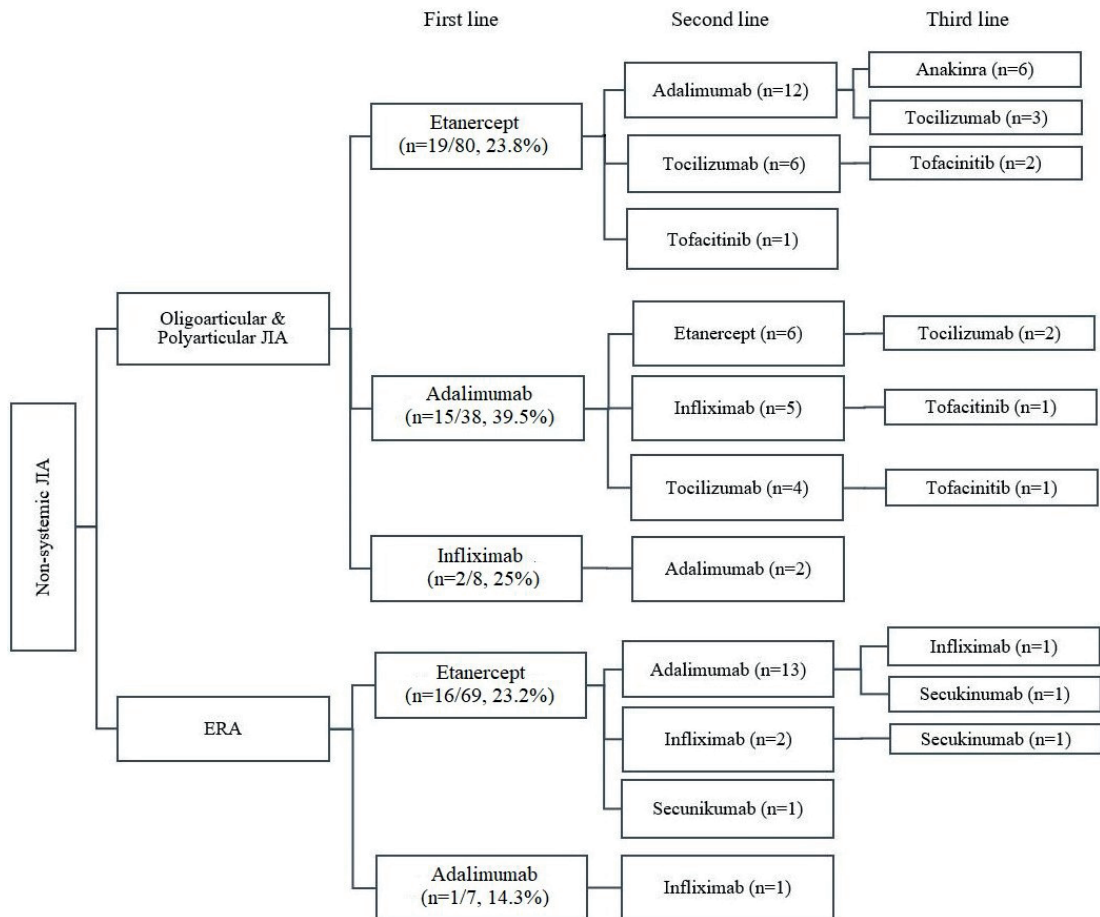 First line
Second line
Third line
Non-systemic JIA
Oligoarticular &
Polyarticular JIA
Etanercept
(n=19/80, 23.8%)
Adalimumab (n=12)
Anakinra (n=6)
Tocilizumab (n=3)
Tocilizumab (n=6)
Tofacinitib (n=2)
Tofacitinib (n=1)
Adalimumab
(n=15/38, 39.5%)
Etanercept (n=6)
Tocilizumab (n=2)
Infliximab (n=5)
Tofacitinib (n=1)
Tocilizumab (n=4)
Tofacinitib (n=1)
Infliximab
(n=2/8, 25%)
Adalimumab (n=2)
ERA
Etanercept
(n=16/69, 23.2%)
Adalimumab (n=13)
Infliximab (n=1)
Secukinumab (n=1)
Infliximab (n=2)
Secukinumab (n=1)
Secunikumab (n=1)
Adalimumab
(n=1/7, 14.3%)
Infliximab (n=1)